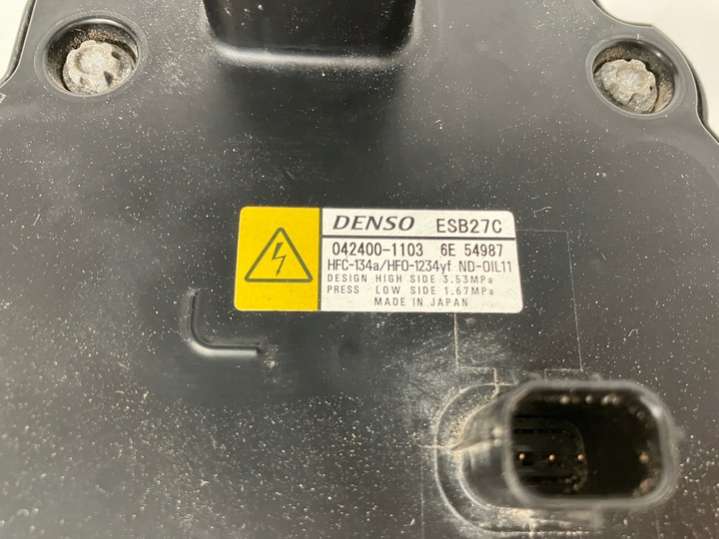 DENSO ESB27C
042400-1103 6E 54987
HFC-134a/HFO-1234yf ND-OIL11
DESIGN HIGH SIDE 3.53MPa
PRESS LOW SIDE 1.67MPa
MADE IN JAPAN